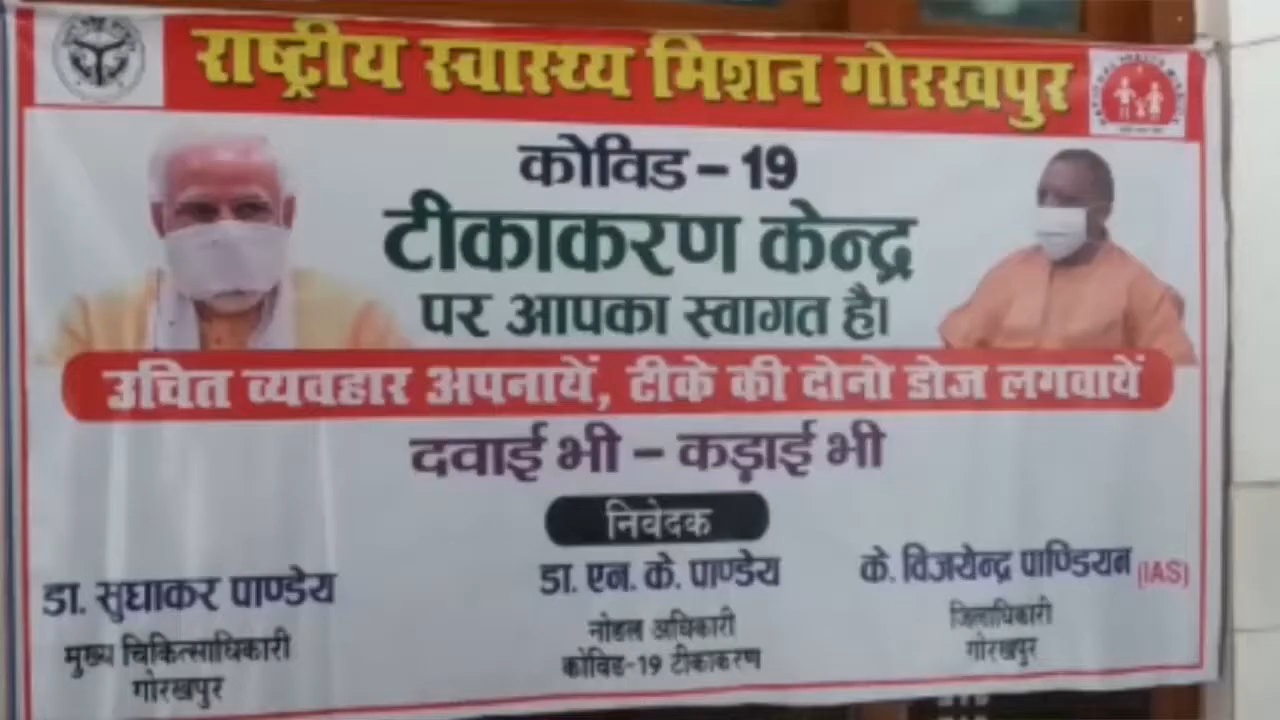 राष्ट्रीय स्वास्थ्य मिशन गोरखपुर
कोविड – 19
टीकाकरण केन्द्र
पर आपका स्वागत है।
उचित व्यवहार अपनायें, टीके की दोनो डोज लगवायें
दवाई भी – कड़ाई भी
निवेदक
डा. सुधाकर पाण्डेय
मुख्य चिकित्साधिकारी
गोरखपुर
डा. एन. के. पाण्डेय
नोडल अधिकारी
कोविड-19 टीकाकरण
के. विजयेन्द्र पाण्डियन (IAS)
जिलाधिकारी
गोरखपुर